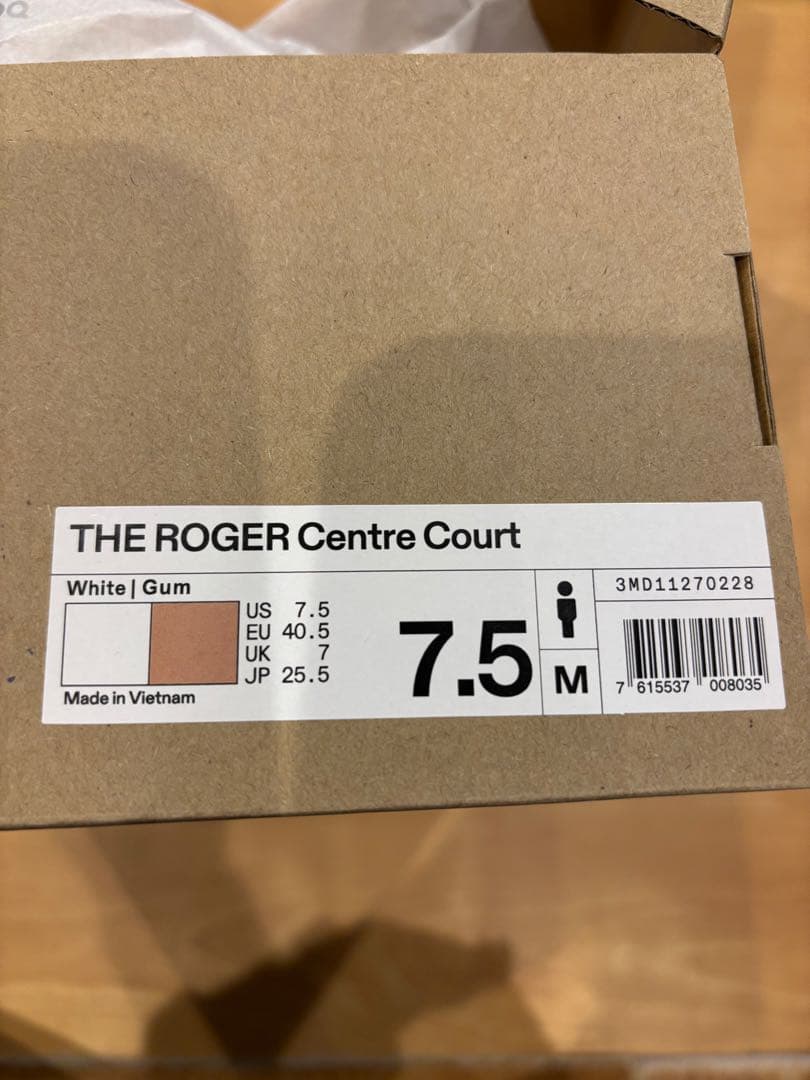 THE ROGER Centre Court
White | Gum
US 7.5
EU 40.5
UK 7
JP 25.5
Made in Vietnam
7.5
M
3MD11270228
7 615537 008035